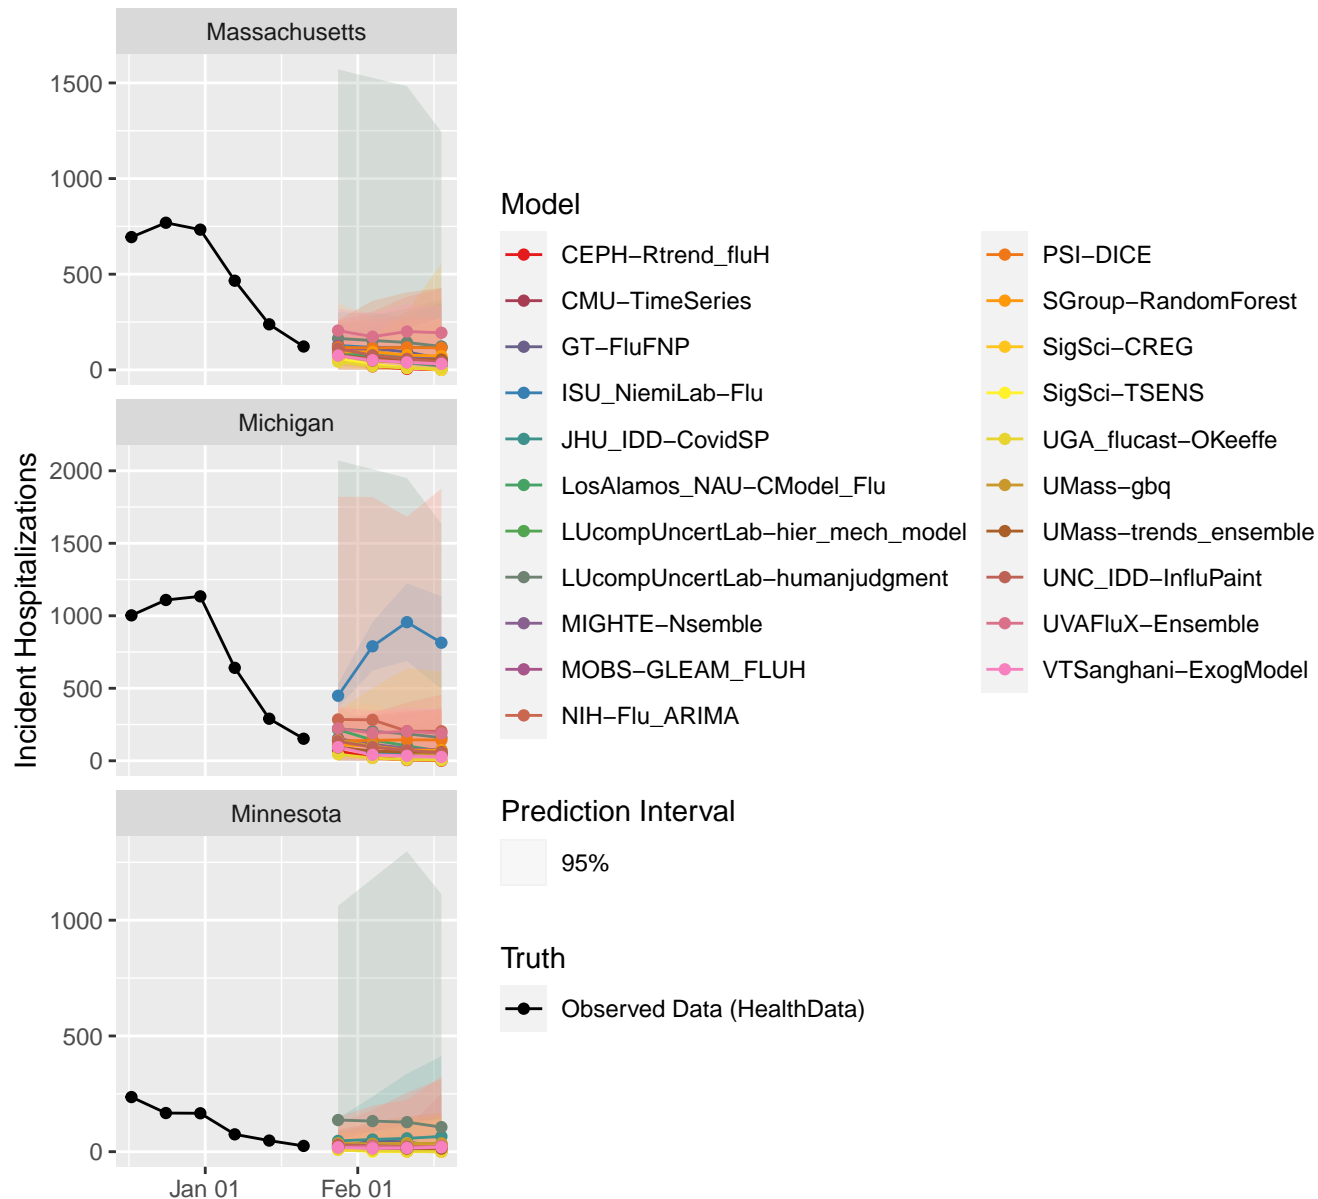 Massachusetts
1500
1000
500
0
Michigan
2000
1500
1000
500
0
Minnesota
1000
500
0
Jan 01
Feb 01
Incident Hospitalizations
Model
CEPH−Rtrend_fluH
CMU−TimeSeries
GT−FluFNP
ISU_NiemiLab−Flu
JHU_IDD−CovidSP
LosAlamos_NAU−CModel_Flu
LUcompUncertLab−hier_mech_model
LUcompUncertLab−humanjudgment
MIGHTE−Nsemble
MOBS−GLEAM_FLUH
NIH−Flu_ARIMA
PSI−DICE
SGroup−RandomForest
SigSci−CREG
SigSci−TSENS
UGA_flucast−OKeeffe
UMass−gbq
UMass−trends_ensemble
UNC_IDD−InfluPaint
UVAFluX−Ensemble
VTSanghani−ExogModel
Prediction Interval
95%
Truth
Observed Data (HealthData)